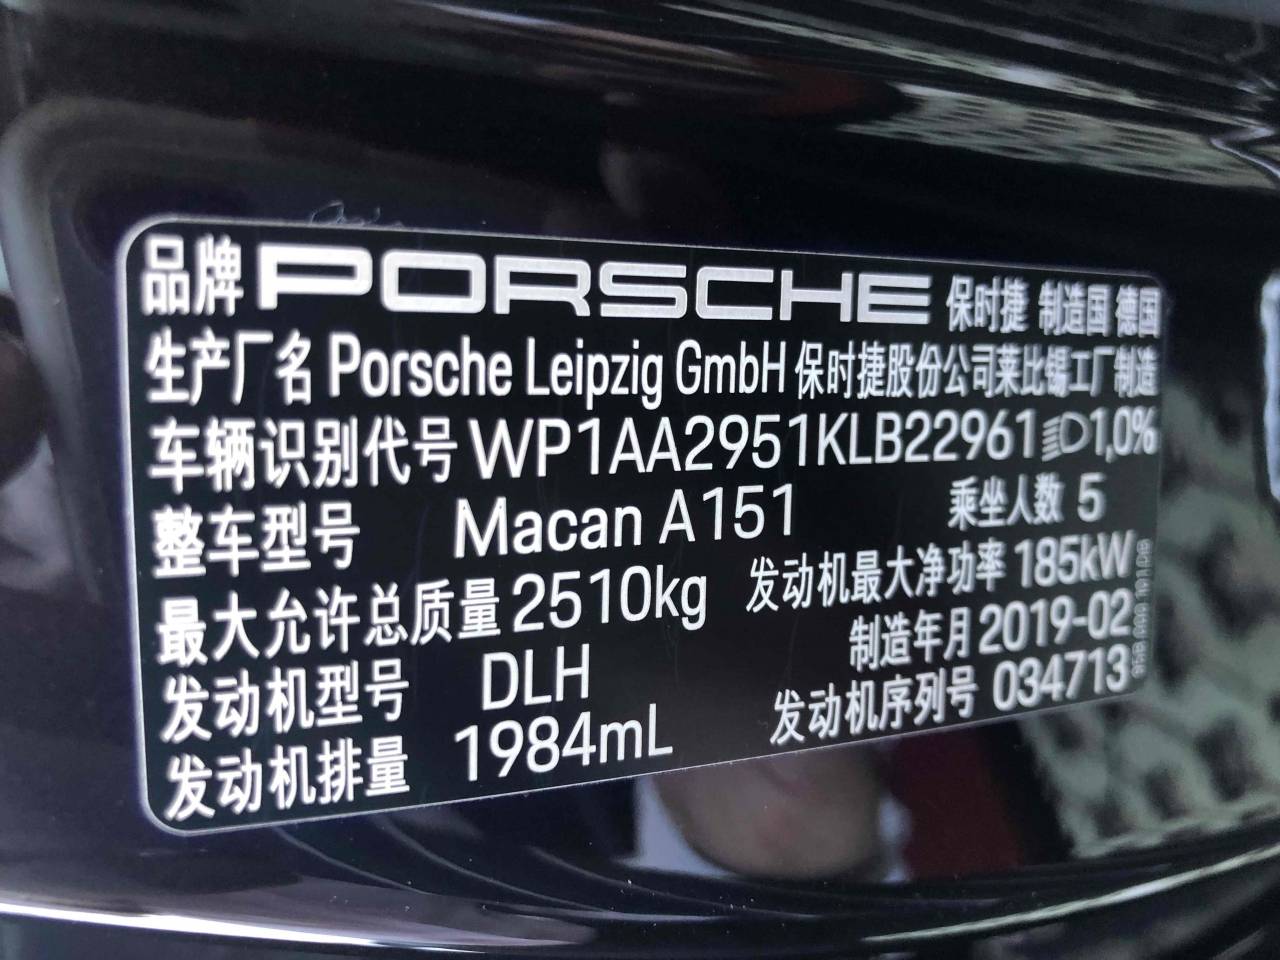 品牌 PORSCHE 保时捷 制造国 德国
生产厂名 Porsche Leipzig GmbH 保时捷股份公司莱比锡工厂制造
车辆识别代号 WP1AA2951KLB22961 1,0%
整车型号 Macan A151 乘坐人数 5
最大允许总质量 2510kg 发动机最大净功率 185kW
发动机型号 DLH 制造年月 2019-02
发动机排量 1984mL 发动机序列号 034713